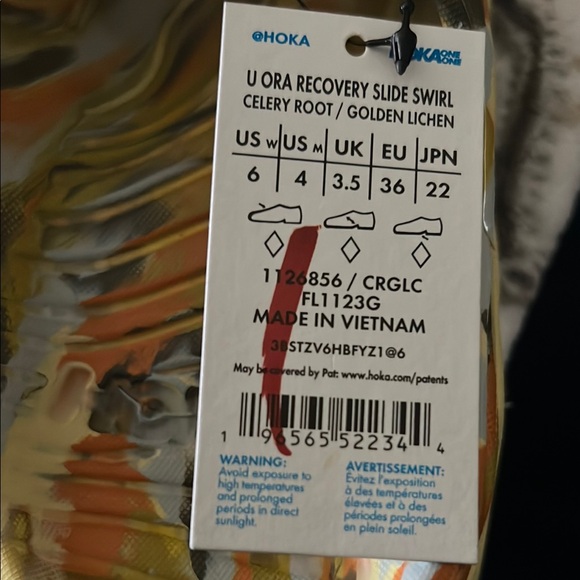 @HOKA
HOKA ONE ONE
U ORA RECOVERY SLIDE SWIRL
CELERY ROOT / GOLDEN LICHEN
US W US M UK EU JPN
6 4 3.5 36 22
1126856 / CRGLC
FL1123G
MADE IN VIETNAM
3BSTZV6HBFYZ1@6
May be covered by Pat: www.hoka.com/patents
1 96565 52234 4
WARNING:
Avoid exposure to
high temperatures
and prolonged
periods in direct
sunlight.
AVERTISSEMENT:
Évitez l'exposition
à des températures
élevées et à des
périodes prolongées
en plein soleil.